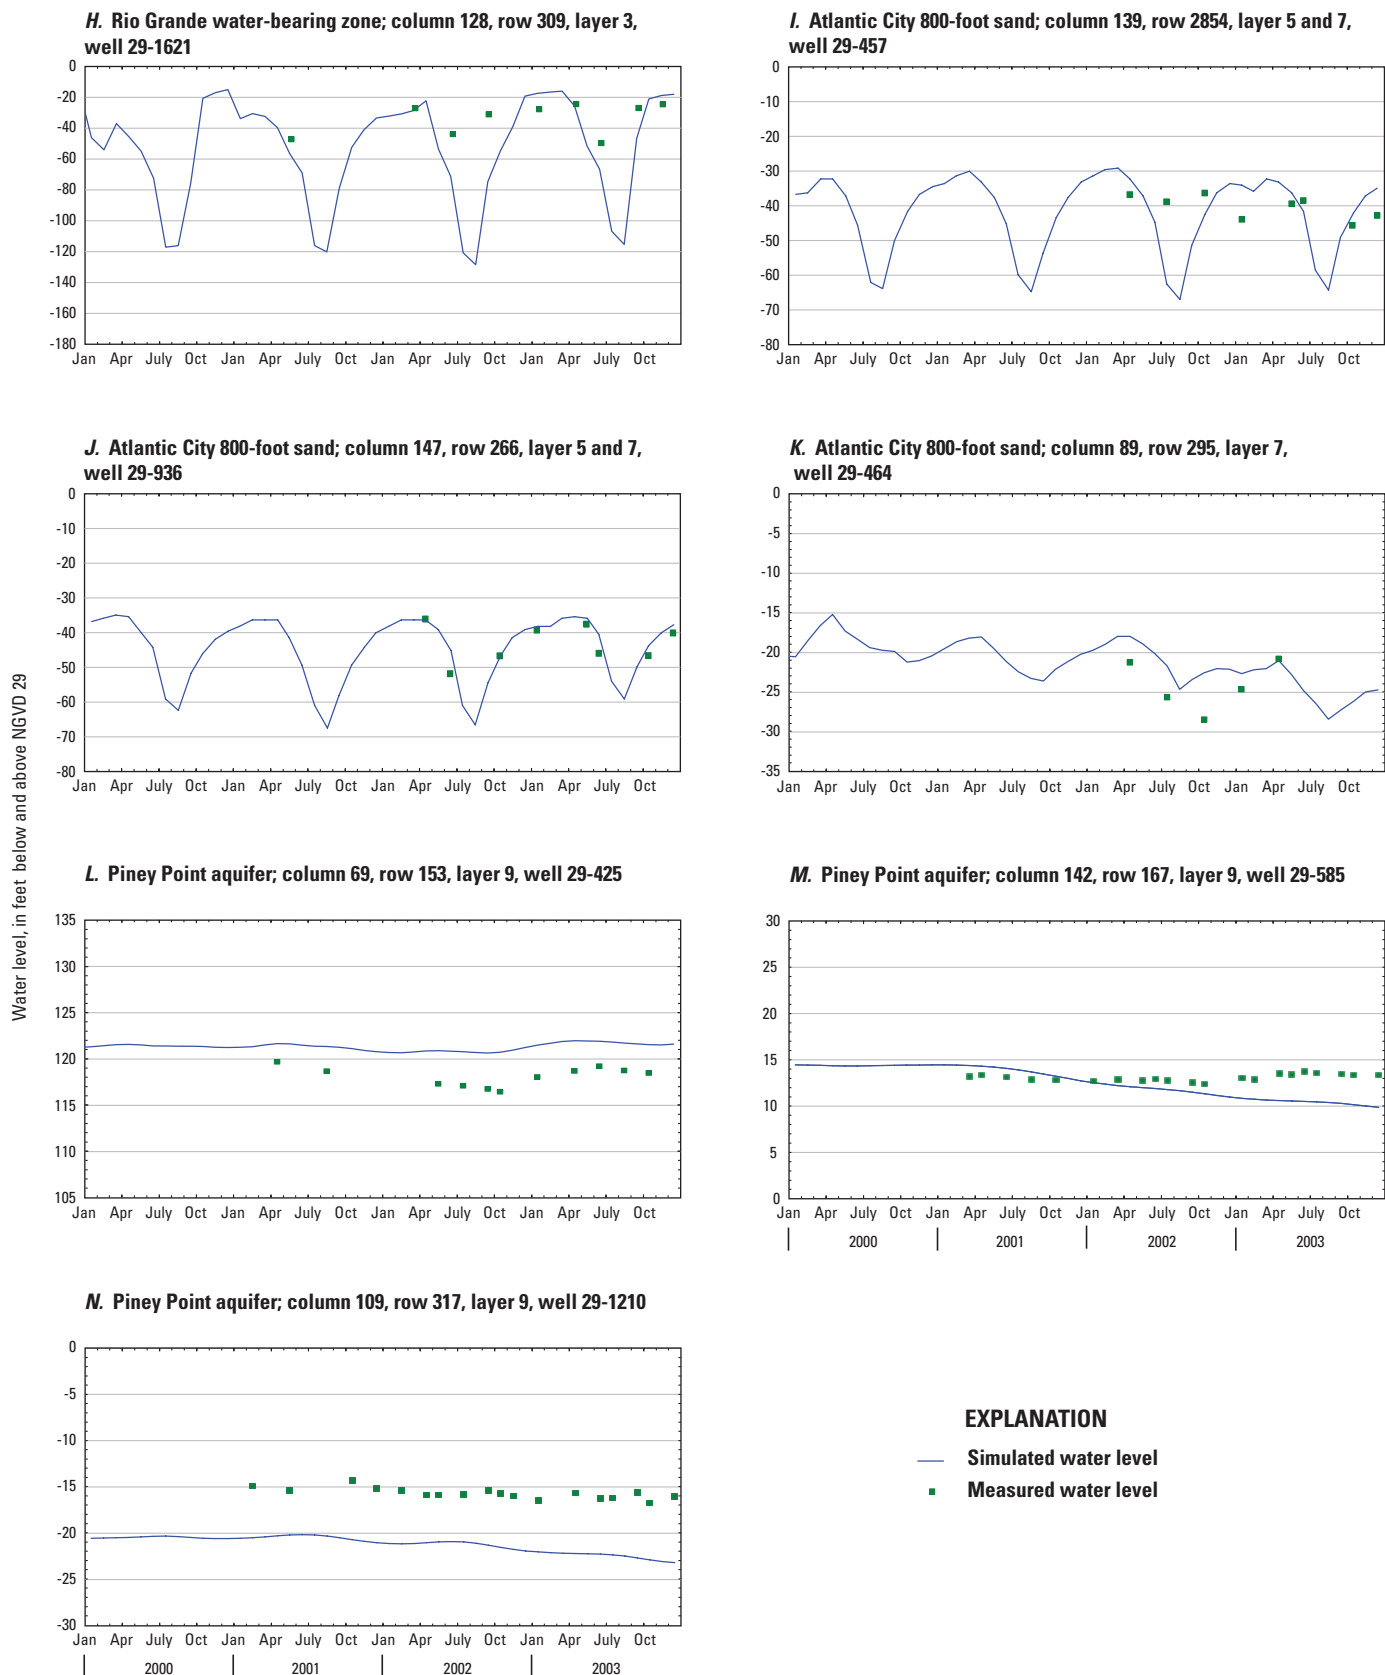 H. Rio Grande water-bearing zone; column 128, row 309, layer 3,
well 29-1621
0
-20
-40
-60
-80
-100
-120
-140
-160
-180
Jan Apr July Oct Jan Apr July Oct Jan Apr July Oct Jan Apr July Oct
I. Atlantic City 800-foot sand; column 139, row 2854, layer 5 and 7,
well 29-457
0
-10
-20
-30
-40
-50
-60
-70
-80
Jan Apr July Oct Jan Apr July Oct Jan Apr July Oct Jan Apr July Oct
J. Atlantic City 800-foot sand; column 147, row 266, layer 5 and 7,
well 29-936
0
-10
-20
-30
-40
-50
-60
-70
-80
Jan Apr July Oct Jan Apr July Oct Jan Apr July Oct Jan Apr July Oct
K. Atlantic City 800-foot sand; column 89, row 295, layer 7,
well 29-464
0
-5
-10
-15
-20
-25
-30
-35
Jan Apr July Oct Jan Apr July Oct Jan Apr July Oct Jan Apr July Oct
Water level, in feet below and above NGVD 29
L. Piney Point aquifer; column 69, row 153, layer 9, well 29-425
135
130
125
120
115
110
105
Jan Apr July Oct Jan Apr July Oct Jan Apr July Oct Jan Apr July Oct
M. Piney Point aquifer; column 142, row 167, layer 9, well 29-585
30
25
20
15
10
5
0
Jan Apr July Oct Jan Apr July Oct Jan Apr July Oct Jan Apr July Oct
2000 2001 2002 2003
N. Piney Point aquifer; column 109, row 317, layer 9, well 29-1210
0
-5
-10
-15
-20
-25
-30
Jan Apr July Oct Jan Apr July Oct Jan Apr July Oct Jan Apr July Oct
2000 2001 2002 2003
EXPLANATION
Simulated water level
Measured water level